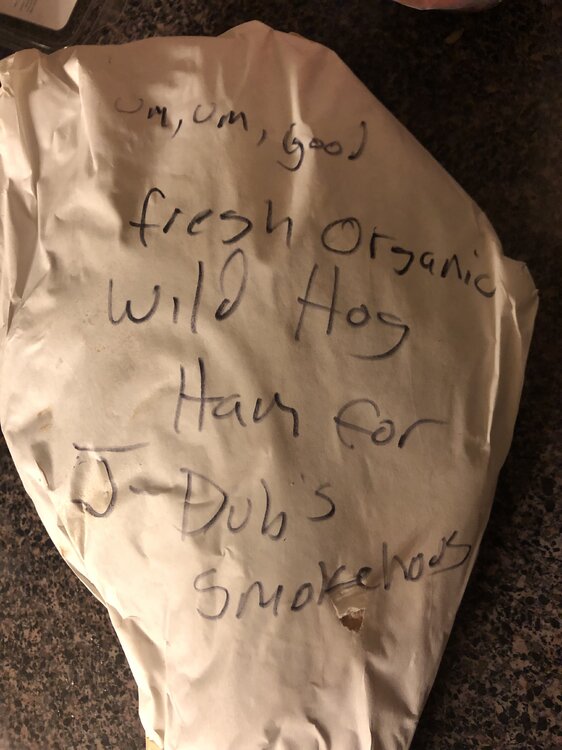 um, um, good
fresh Organic
Wild Hog
Ham for
J-Dub's
Smokehous